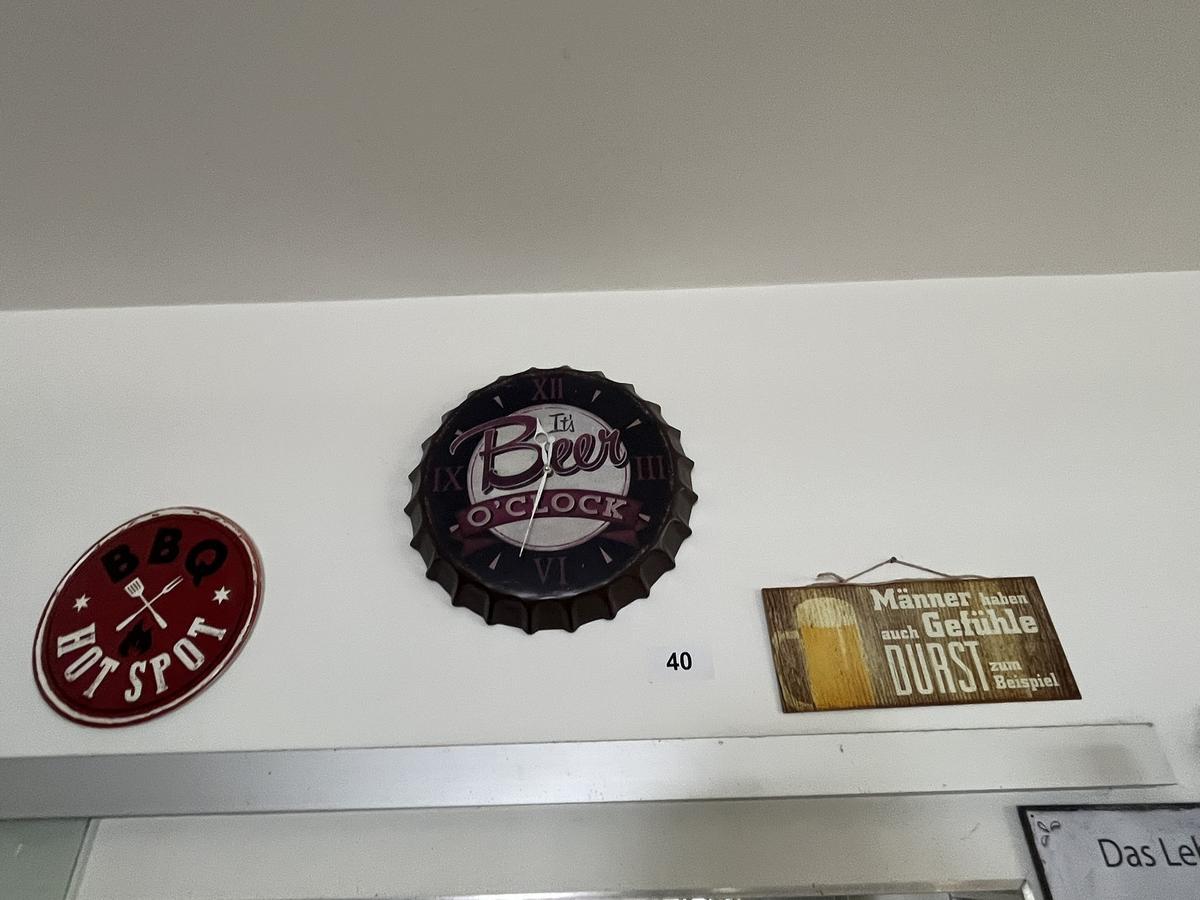 XII
It's
Beer
IX
III
O'CLOCK
VI
BBQ
HOT SPOT
40
Männer haben
auch Gefühle
DURST zum
Beispiel
Das